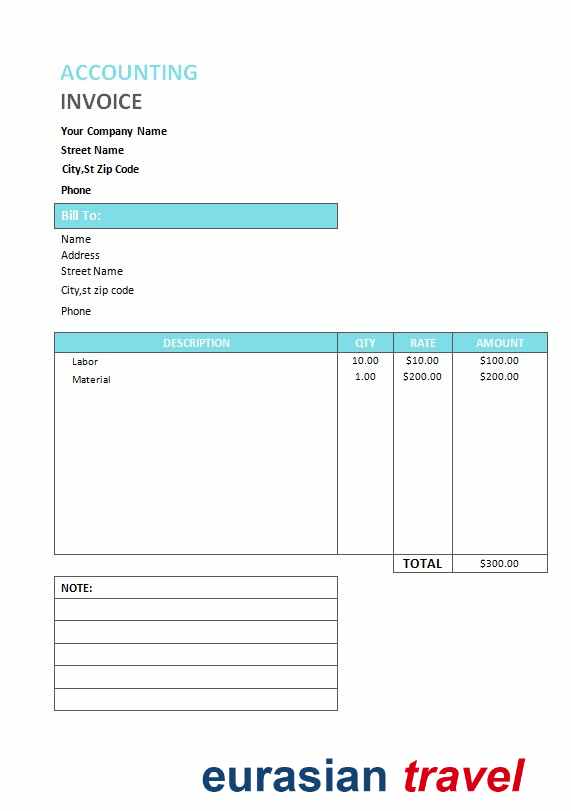 ACCOUNTING
INVOICE
Your Company Name
Street Name
City,St Zip Code
Phone
Bill To:
Name
Address
Street Name
City,st zip code
Phone
DESCRIPTION QTY RATE AMOUNT
Labor 10.00 $10.00 $100.00
Material 1.00 $200.00 $200.00
TOTAL $300.00
NOTE:
eurasian travel